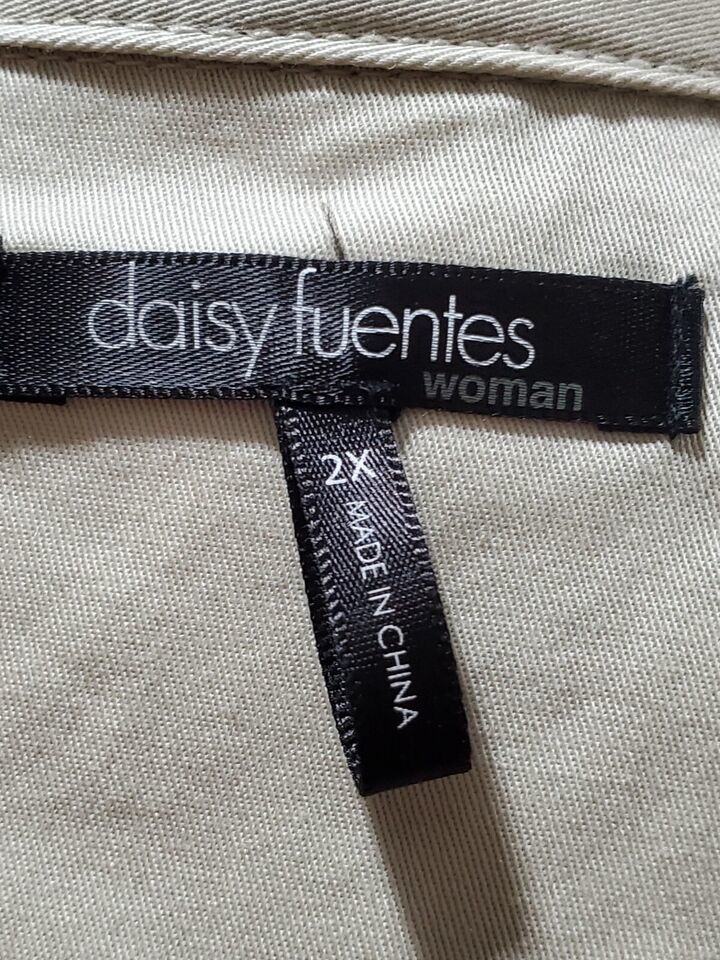 daisy fuentes
woman
2X
MADE IN CHINA